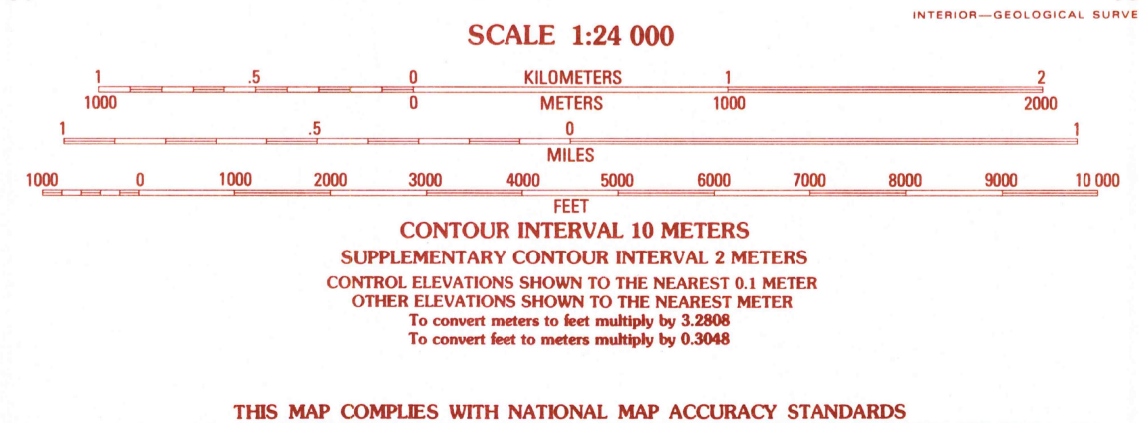 INTERIOR—GEOLOGICAL SURVE
SCALE 1:24 000
1 .5 0 KILOMETERS 1 2
1000 0 METERS 1000 2000
1 .5 0 1
MILES
1000 0 1000 2000 3000 4000 5000 6000 7000 8000 9000 10 000
FEET
CONTOUR INTERVAL 10 METERS
SUPPLEMENTARY CONTOUR INTERVAL 2 METERS
CONTROL ELEVATIONS SHOWN TO THE NEAREST 0.1 METER
OTHER ELEVATIONS SHOWN TO THE NEAREST METER
To convert meters to feet multiply by 3.2808
To convert feet to meters multiply by 0.3048
THIS MAP COMPLIES WITH NATIONAL MAP ACCURACY STANDARDS